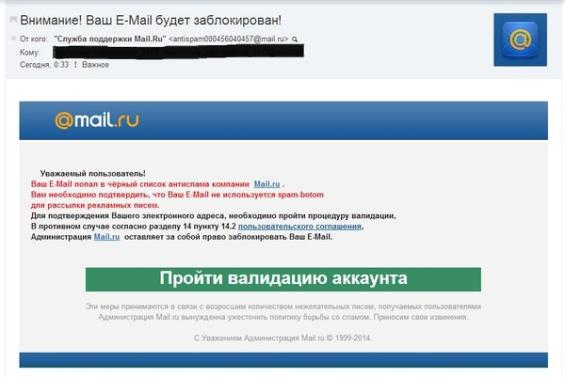 Внимание! Ваш E-Mail будет заблокирован!
От кого: "Служба поддержки Mail.Ru" <antispam000456040457@mail.ru>
Кому:
Сегодня, 0:33 ! Важное
@mail.ru
Уважаемый пользователь!
Ваш E-Mail попал в чёрный список антиспама компании Mail.ru .
Вам необходимо подтвердить, что Ваш E-Mail не используется spam-botom
для рассылки рекламных писем.
Для подтверждения Вашего электронного адреса, необходимо пройти процедуру валидации,
В противном случае согласно разделу 14 пункту 14.2 пользовательского соглашения,
Администрация Mail.ru оставляет за собой право заблокировать Ваш E-Mail.
Пройти валидацию аккаунта
Эти меры принимаются в связи с возросшим количеством нежелательных писем, получаемых пользователями
Администрация Mail.ru вынужденна ужесточить политику борьбы со спамом. Приносим свои извинения.
С Уважением Администрация Mail.ru © 1999-2014.